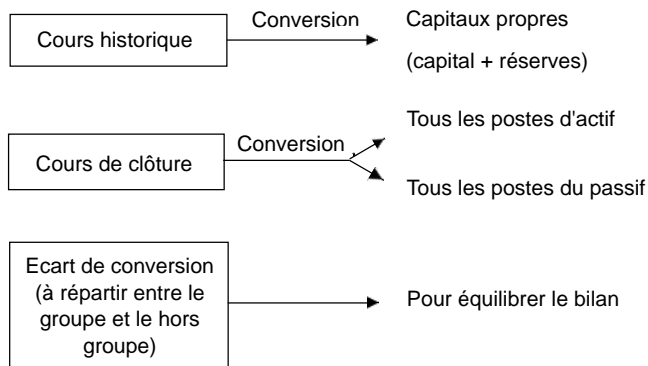 Cours historique
Conversion
Capitaux propres
(capital + réserves)
Cours de clôture
Conversion
Tous les postes d'actif
Tous les postes du passif
Ecart de conversion
(à répartir entre le
groupe et le hors
groupe)
Pour équilibrer le bilan